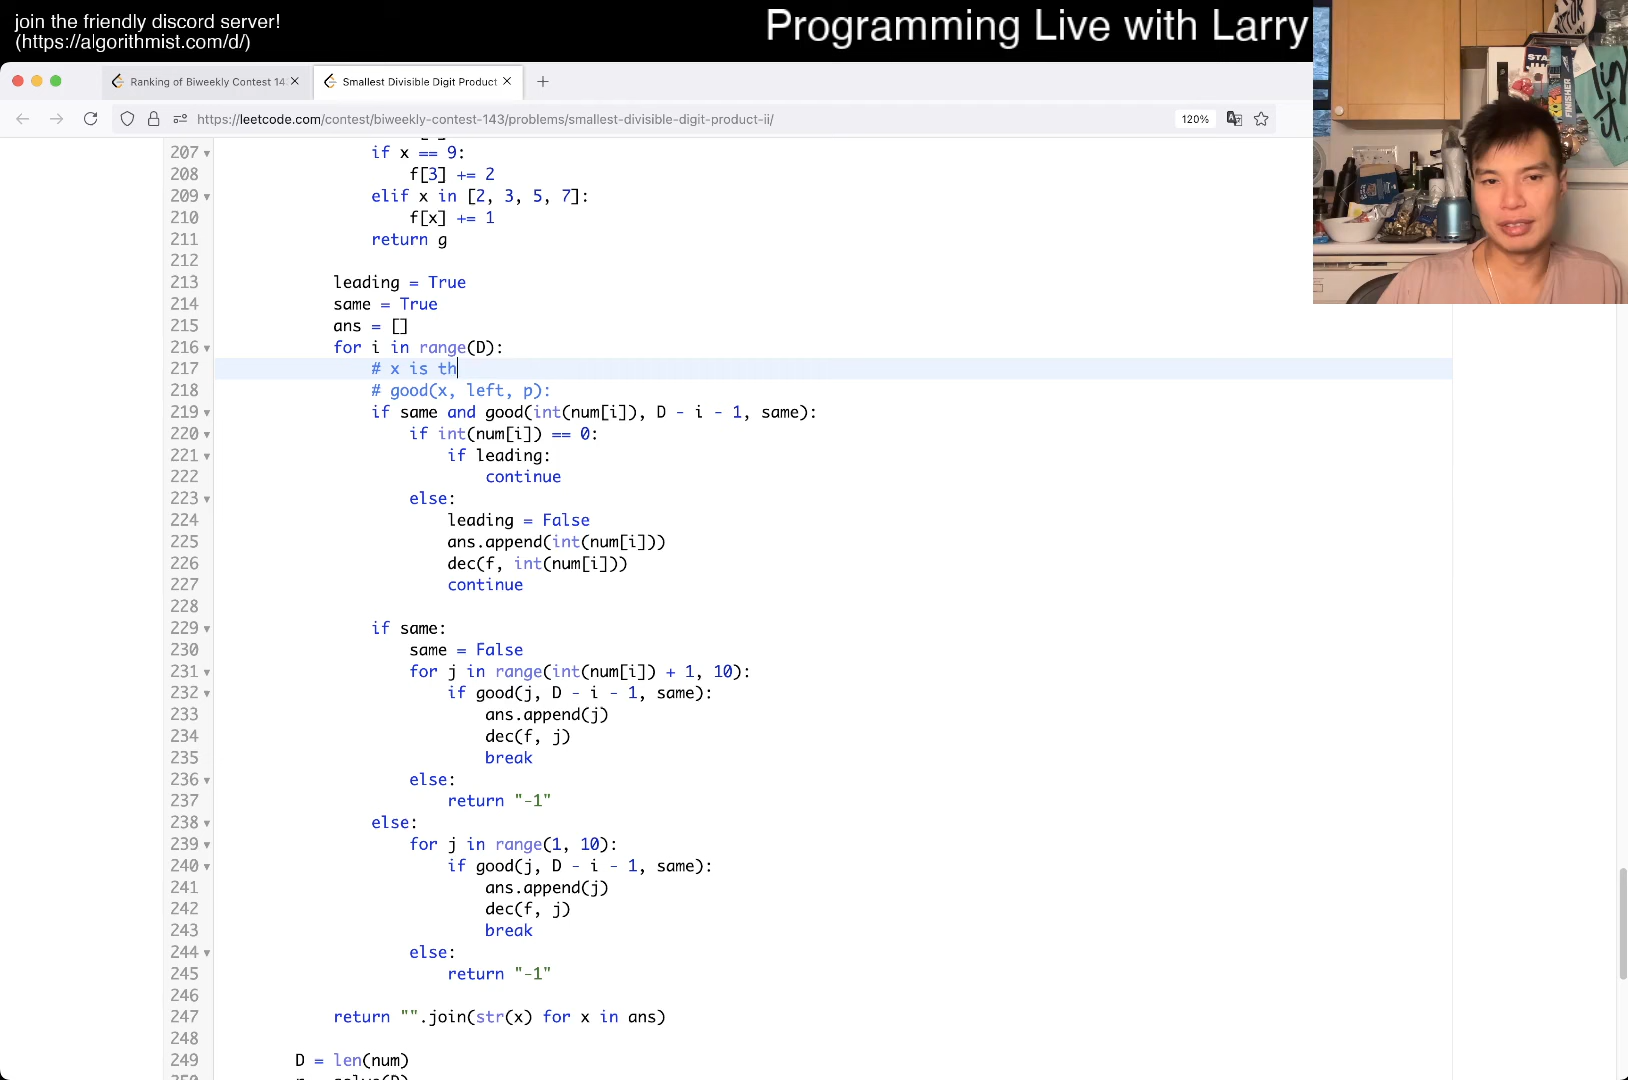 join the friendly discord server!
(https://algorithmist.com/d/)
Programming Live with Larry
Ranking of Biweekly Contest 14
Smallest Divisible Digit Product
https://leetcode.com/contest/biweekly-contest-143/problems/smallest-divisible-digit-product-ii/
120%
207 if x == 9:
208 f[3] += 2
209 elif x in [2, 3, 5, 7]:
210 f[x] += 1
211 return g
212
213 leading = True
214 same = True
215 ans = []
216 for i in range(D):
217 # x is th
218 # good(x, left, p):
219 if same and good(int(num[i]), D - i - 1, same):
220 if int(num[i]) == 0:
221 if leading:
222 continue
223 else:
224 leading = False
225 ans.append(int(num[i]))
226 dec(f, int(num[i]))
227 continue
228
229 if same:
230 same = False
231 for j in range(int(num[i]) + 1, 10):
232 if good(j, D - i - 1, same):
233 ans.append(j)
234 dec(f, j)
235 break
236 else:
237 return "-1"
238 else:
239 for j in range(1, 10):
240 if good(j, D - i - 1, same):
241 ans.append(j)
242 dec(f, j)
243 break
244 else:
245 return "-1"
246
247 return "".join(str(x) for x in ans)
248
249 D = len(num)